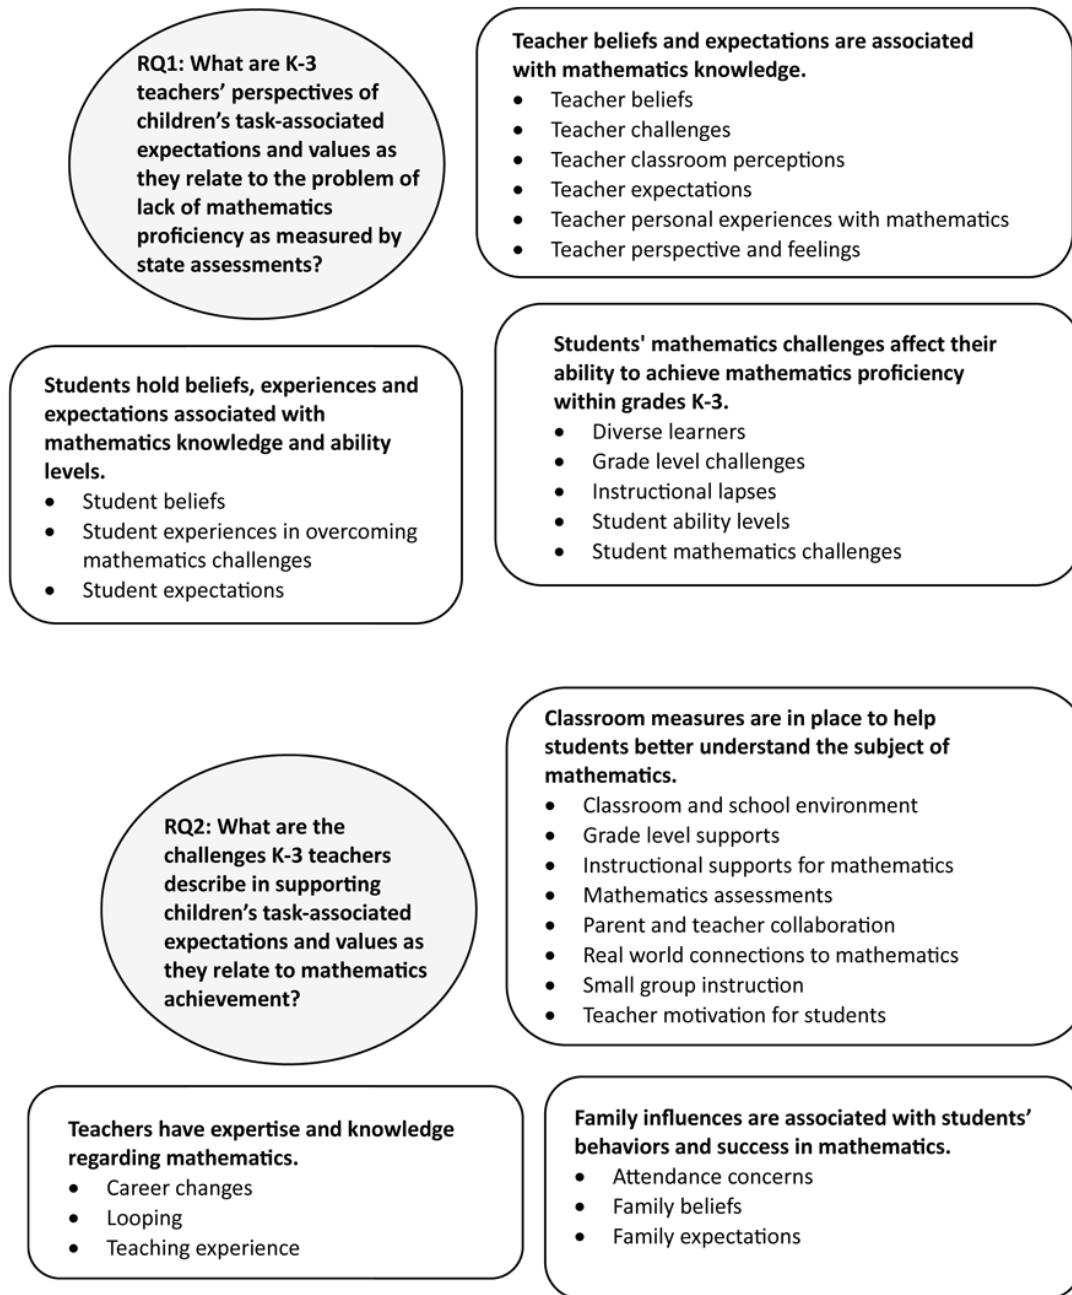 RQ1: What are K-3
teachers’ perspectives of
children’s task-associated
expectations and values as
they relate to the problem of
lack of mathematics
proficiency as measured by
state assessments?
Teacher beliefs and expectations are associated
with mathematics knowledge.
• Teacher beliefs
• Teacher challenges
• Teacher classroom perceptions
• Teacher expectations
• Teacher personal experiences with mathematics
• Teacher perspective and feelings
Students hold beliefs, experiences and
expectations associated with
mathematics knowledge and ability
levels.
• Student beliefs
• Student experiences in overcoming
mathematics challenges
• Student expectations
Students' mathematics challenges affect their
ability to achieve mathematics proficiency
within grades K-3.
• Diverse learners
• Grade level challenges
• Instructional lapses
• Student ability levels
• Student mathematics challenges
RQ2: What are the
challenges K-3 teachers
describe in supporting
children’s task-associated
expectations and values as
they relate to mathematics
achievement?
Classroom measures are in place to help
students better understand the subject of
mathematics.
• Classroom and school environment
• Grade level supports
• Instructional supports for mathematics
• Mathematics assessments
• Parent and teacher collaboration
• Real world connections to mathematics
• Small group instruction
• Teacher motivation for students
Teachers have expertise and knowledge
regarding mathematics.
• Career changes
• Looping
• Teaching experience
Family influences are associated with students’
behaviors and success in mathematics.
• Attendance concerns
• Family beliefs
• Family expectations